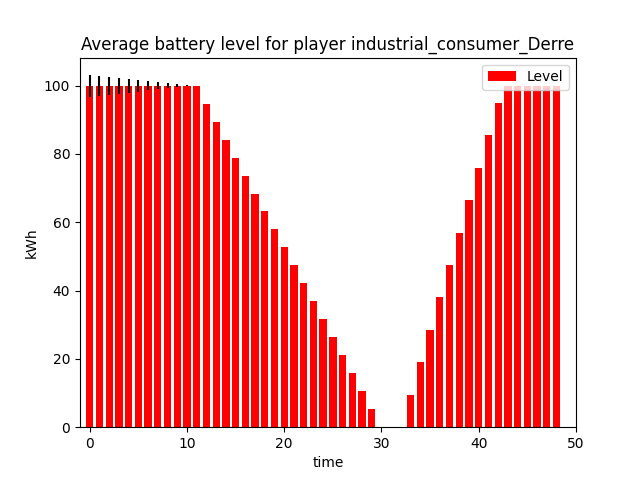 Average battery level for player industrial_consumer_Derre
Level
kWh
100
80
60
40
20
0
0 10 20 30 40 50
time